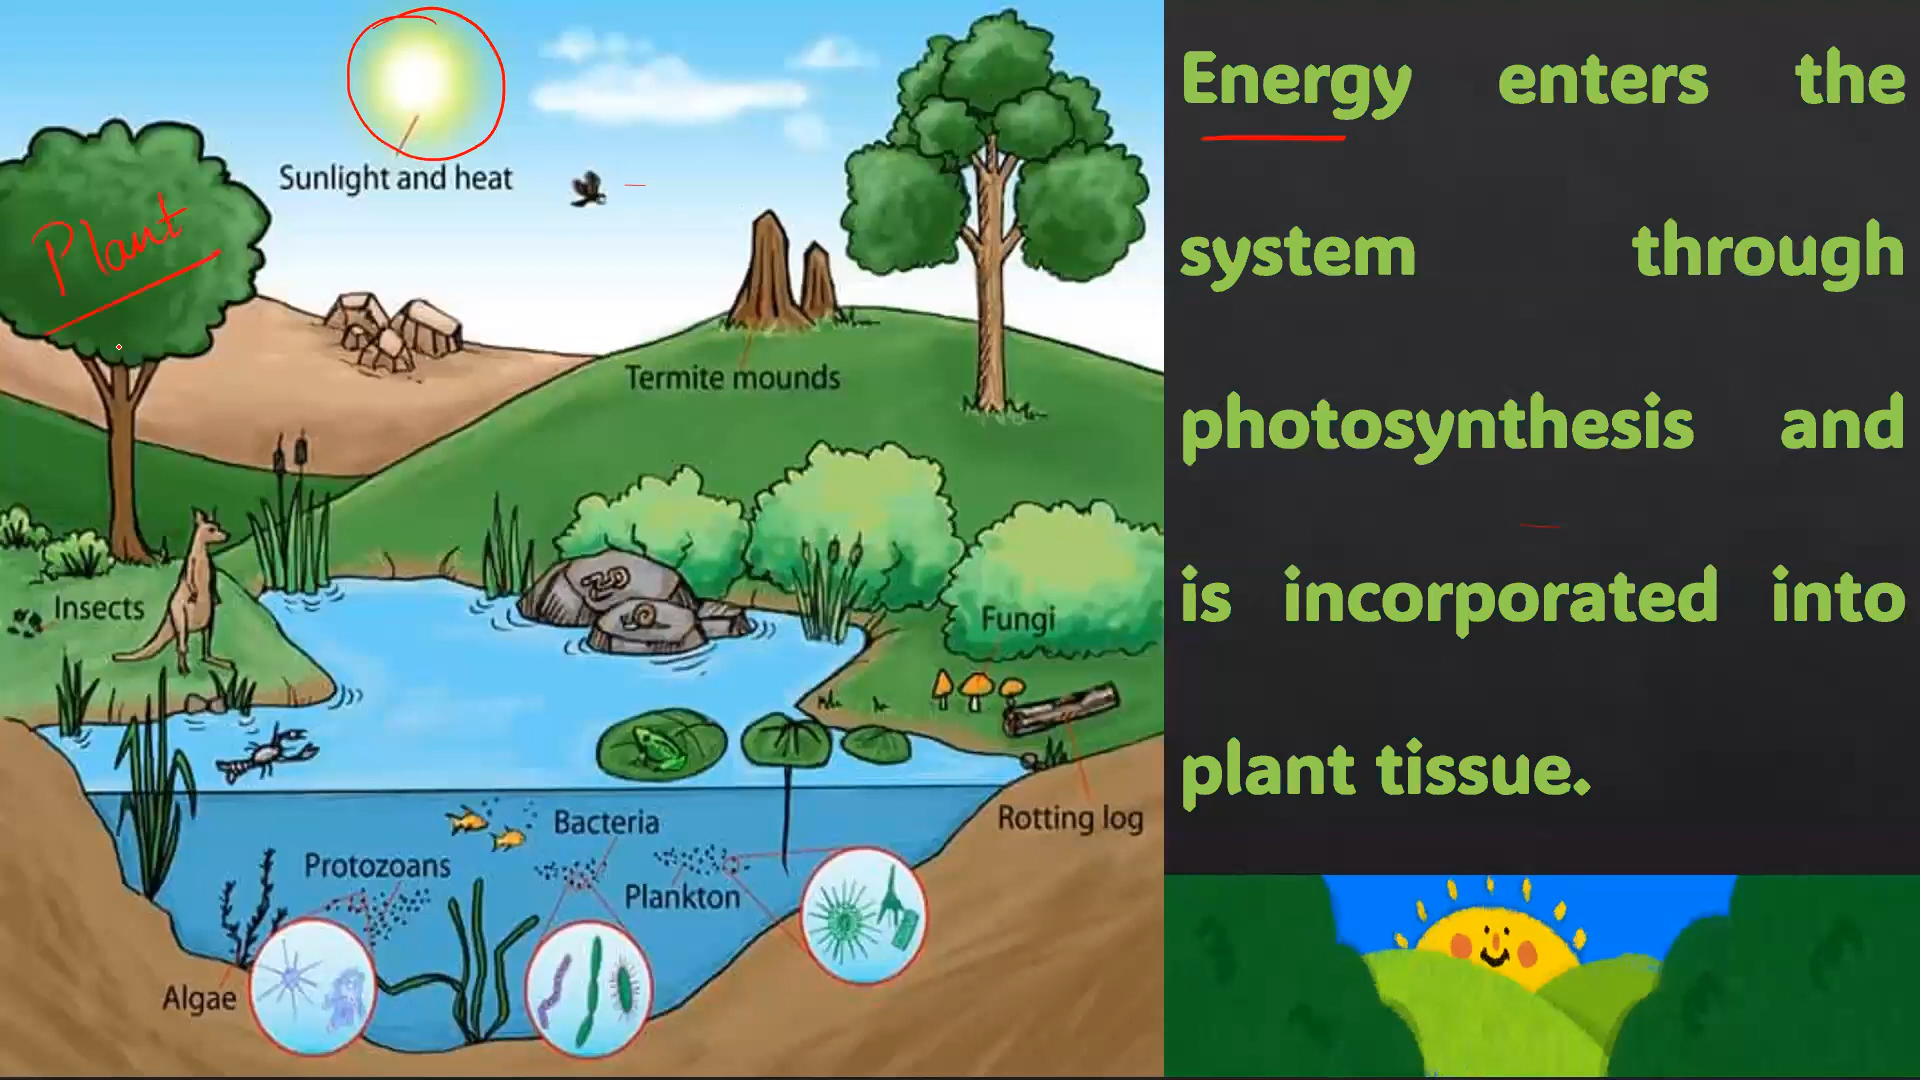 Sunlight and heat
Plant
Termite mounds
Insects
Fungi
Rotting log
Bacteria
Protozoans
Plankton
Algae
Energy enters the
system through
photosynthesis and
is incorporated into
plant tissue.